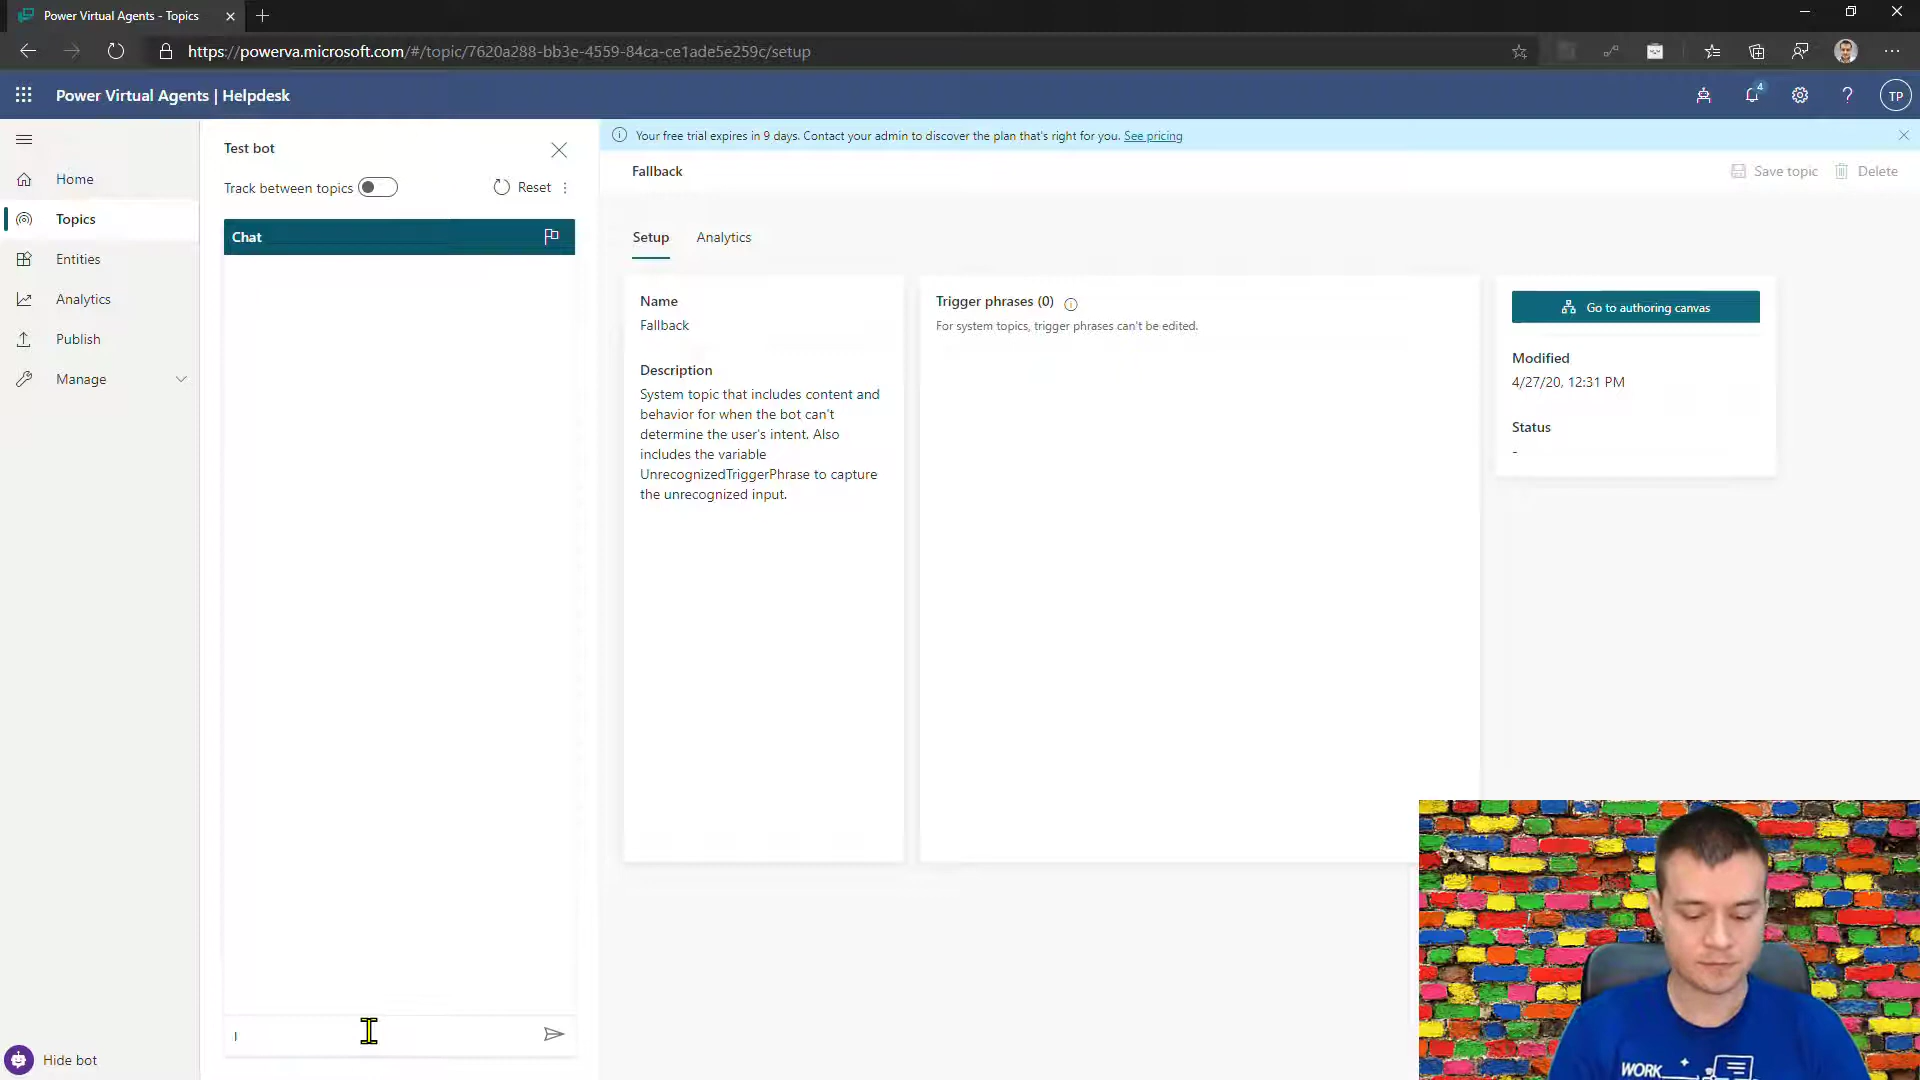 Power Virtual Agents - Topics
https://powerva.microsoft.com/#/topic/7620a288-bb3e-4559-84ca-ce1ade5e259c/setup
Power Virtual Agents | Helpdesk
4
TP
Home
Topics
Entities
Analytics
Publish
Manage
Hide bot
Test bot
Track between topics
Reset
Chat
Your free trial expires in 9 days. Contact your admin to discover the plan that's right for you. See pricing
Fallback
Save topic
Delete
Setup
Analytics
Name
Fallback
Description
System topic that includes content and
behavior for when the bot can't
determine the user's intent. Also
includes the variable
UnrecognizedTriggerPhrase to capture
the unrecognized input.
Trigger phrases (0)
For system topics, trigger phrases can't be edited.
Go to authoring canvas
Modified
4/27/20, 12:31 PM
Status
-
WORK